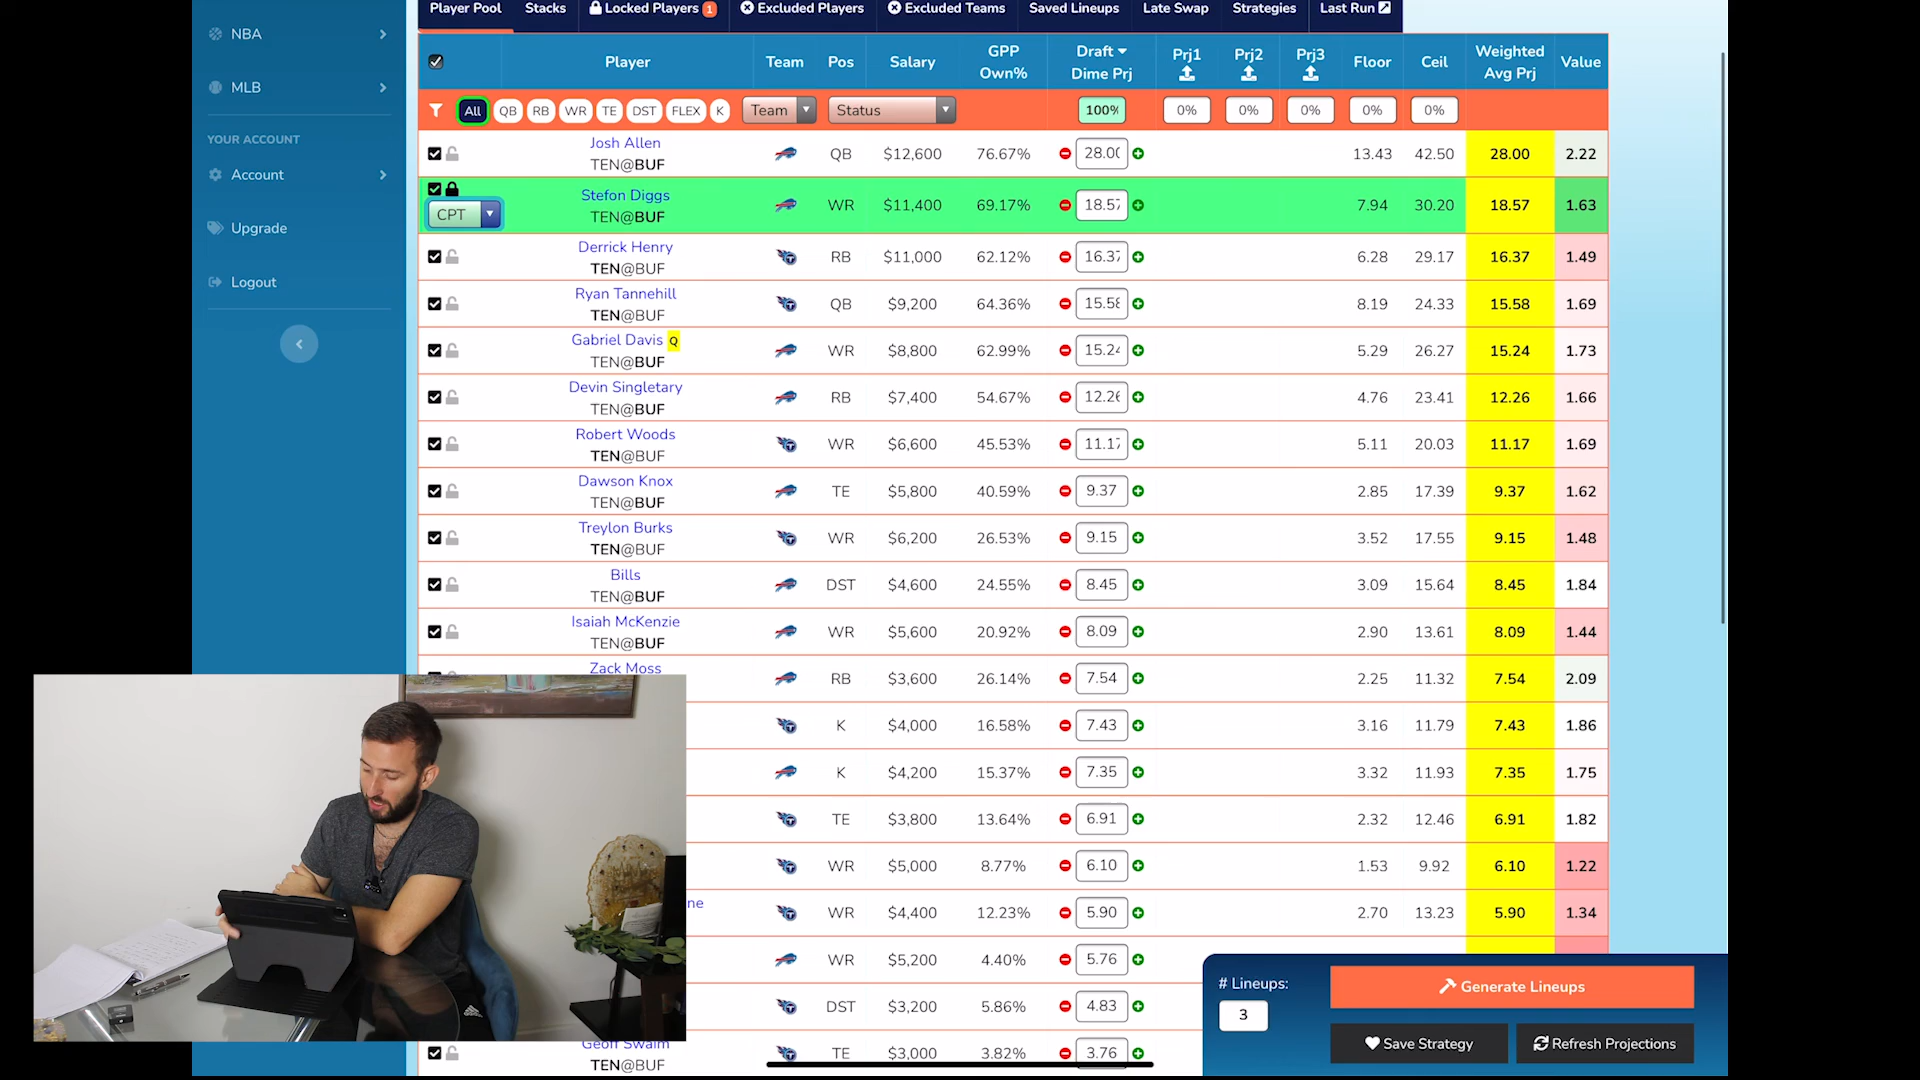 NBA
MLB
YOUR ACCOUNT
Account
Upgrade
Logout
Player Pool Stacks Locked Players 1 Excluded Players Excluded Teams Saved Lineups Late Swap Strategies Last Run
Player Team Pos Salary GPP Own% Draft Dime Prj Prj1 Prj2 Prj3 Floor Ceil Weighted Avg Prj Value
All QB RB WR TE DST FLEX K Team Status 100% 0% 0% 0% 0% 0%
Josh Allen
TEN@BUF QB $12,600 76.67% 28.00 13.43 42.50 28.00 2.22
Stefon Diggs
CPT TEN@BUF WR $11,400 69.17% 18.57 7.94 30.20 18.57 1.63
Derrick Henry
TEN@BUF RB $11,000 62.12% 16.37 6.28 29.17 16.37 1.49
Ryan Tannehill
TEN@BUF QB $9,200 64.36% 15.58 8.19 24.33 15.58 1.69
Gabriel Davis Q
TEN@BUF WR $8,800 62.99% 15.24 5.29 26.27 15.24 1.73
Devin Singletary
TEN@BUF RB $7,400 54.67% 12.26 4.76 23.41 12.26 1.66
Robert Woods
TEN@BUF WR $6,600 45.53% 11.17 5.11 20.03 11.17 1.69
Dawson Knox
TEN@BUF TE $5,800 40.59% 9.37 2.85 17.39 9.37 1.62
Treylon Burks
TEN@BUF WR $6,200 26.53% 9.15 3.52 17.55 9.15 1.48
Bills
TEN@BUF DST $4,600 24.55% 8.45 3.09 15.64 8.45 1.84
Isaiah McKenzie
TEN@BUF WR $5,600 20.92% 8.09 2.90 13.61 8.09 1.44
Zack Moss
RB $3,600 26.14% 7.54 2.25 11.32 7.54 2.09
K $4,000 16.58% 7.43 3.16 11.79 7.43 1.86
K $4,200 15.37% 7.35 3.32 11.93 7.35 1.75
TE $3,800 13.64% 6.91 2.32 12.46 6.91 1.82
WR $5,000 8.77% 6.10 1.53 9.92 6.10 1.22
ne
WR $4,400 12.23% 5.90 2.70 13.23 5.90 1.34
WR $5,200 4.40% 5.76
DST $3,200 5.86% 4.83
Geoff Swaim
TEN@BUF TE $3,000 3.82% 3.76
# Lineups:
3
Generate Lineups
Save Strategy
Refresh Projections